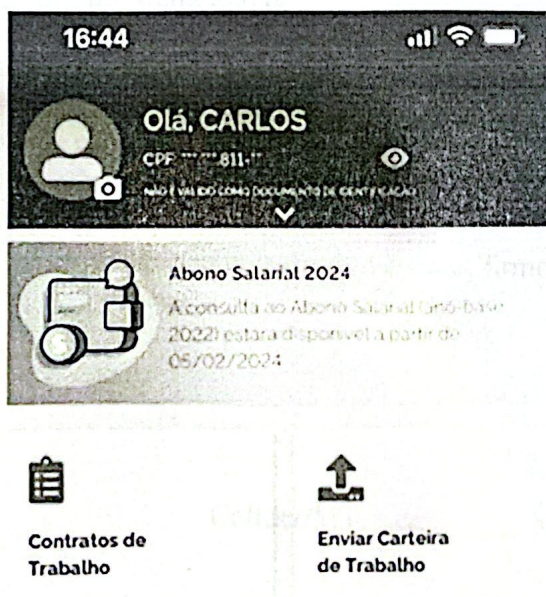 16:44
Olá, CARLOS
CPF: ***.***.811-**
NÃO É VALIDO COMO DOCUMENTO DE IDENTIFICAÇÃO
Abono Salarial 2024
A consulta ao Abono Salarial (ano-base
2022) estará disponível a partir de
05/02/2024
Contratos de
Trabalho
Enviar Carteira
de Trabalho